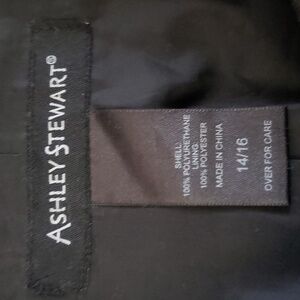 ASHLEY STEWART®
SHELL:
100% POLYURETHANE
LINING:
100% POLYESTER
MADE IN CHINA
14/16
OVER FOR CARE